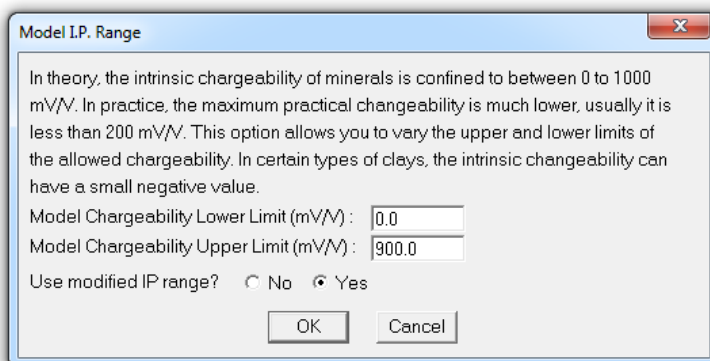 Model I.P. Range
In theory, the intrinsic chargeability of minerals is confined to between 0 to 1000
mV/V. In practice, the maximum practical changeability is much lower, usually it is
less than 200 mV/V. This option allows you to vary the upper and lower limits of
the allowed chargeability. In certain types of clays, the intrinsic changeability can
have a small negative value.
Model Chargeability Lower Limit (mV/V) : 0.0
Model Chargeability Upper Limit (mV/V) : 900.0
Use modified IP range? No Yes
OK Cancel